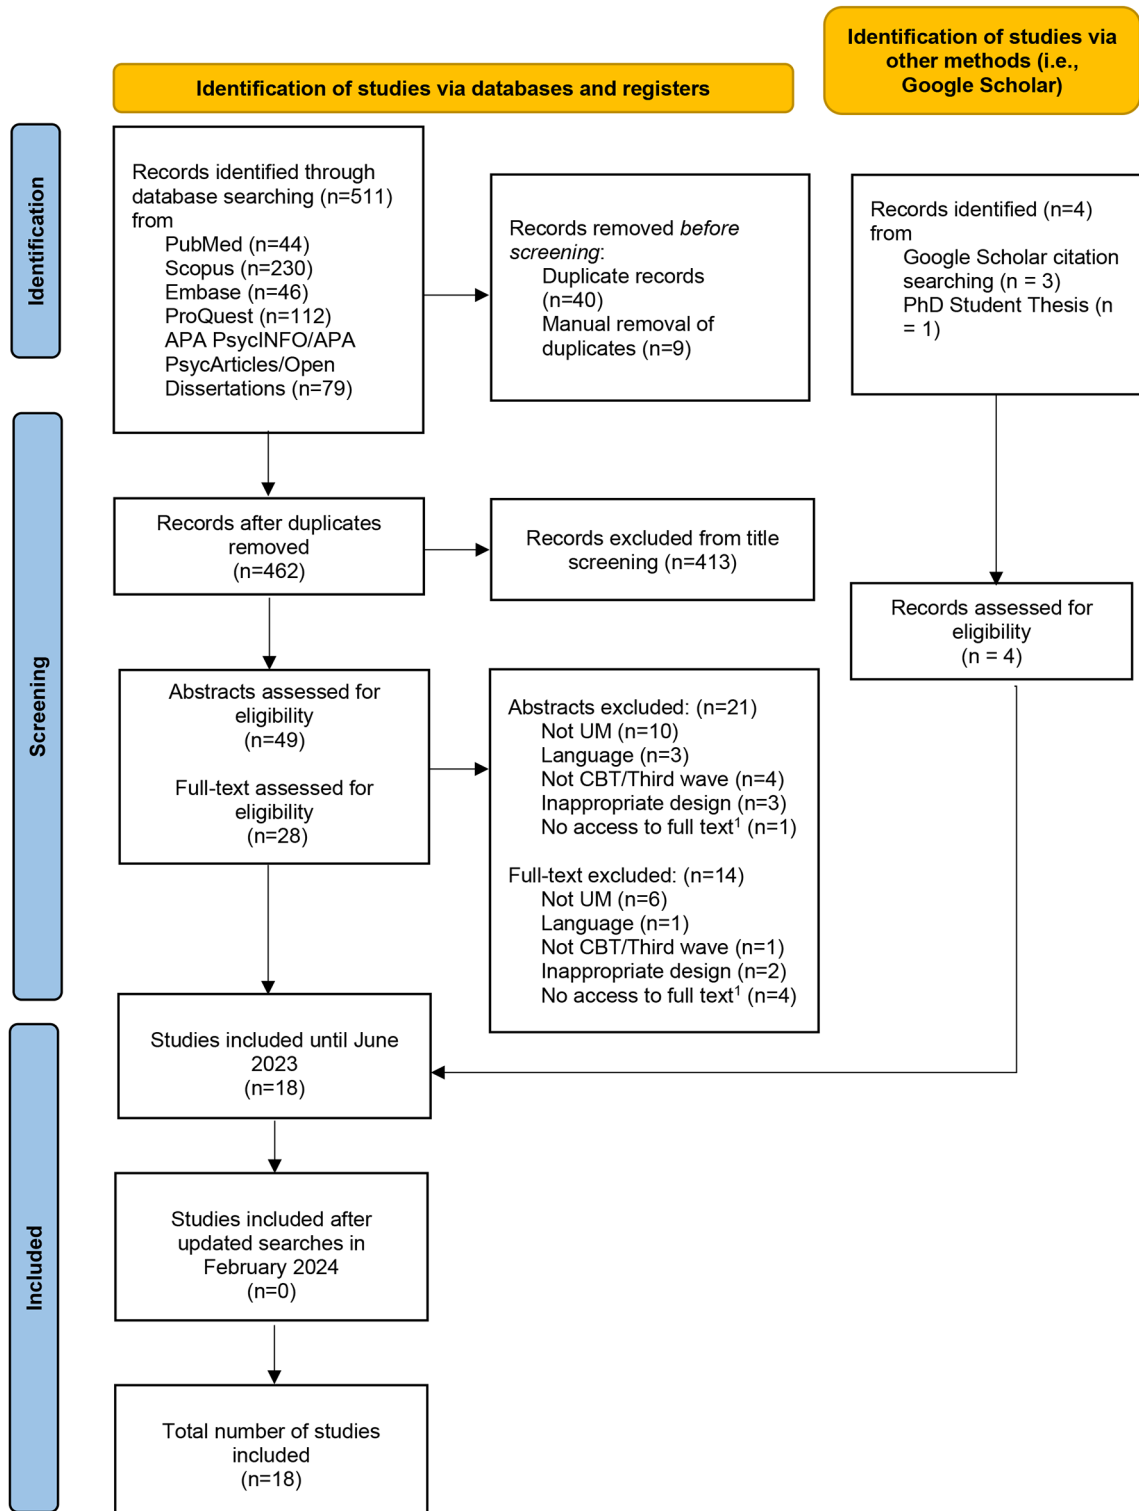 Identification of studies via databases and registers
Identification of studies via
other methods (i.e.,
Google Scholar)
Identification
Records identified through
database searching (n=511)
from
PubMed (n=44)
Scopus (n=230)
Embase (n=46)
ProQuest (n=112)
APA PsycINFO/APA
PsycArticles/Open
Dissertations (n=79)
Records removed before
screening:
Duplicate records
(n=40)
Manual removal of
duplicates (n=9)
Records identified (n=4)
from
Google Scholar citation
searching (n = 3)
PhD Student Thesis (n
= 1)
Screening
Records after duplicates
removed
(n=462)
Records excluded from title
screening (n=413)
Records assessed for
eligibility
(n = 4)
Abstracts assessed for
eligibility
(n=49)
Full-text assessed for
eligibility
(n=28)
Abstracts excluded: (n=21)
Not UM (n=10)
Language (n=3)
Not CBT/Third wave (n=4)
Inappropriate design (n=3)
No access to full text¹ (n=1)
Full-text excluded: (n=14)
Not UM (n=6)
Language (n=1)
Not CBT/Third wave (n=1)
Inappropriate design (n=2)
No access to full text¹ (n=4)
Included
Studies included until June
2023
(n=18)
Studies included after
updated searches in
February 2024
(n=0)
Total number of studies
included
(n=18)